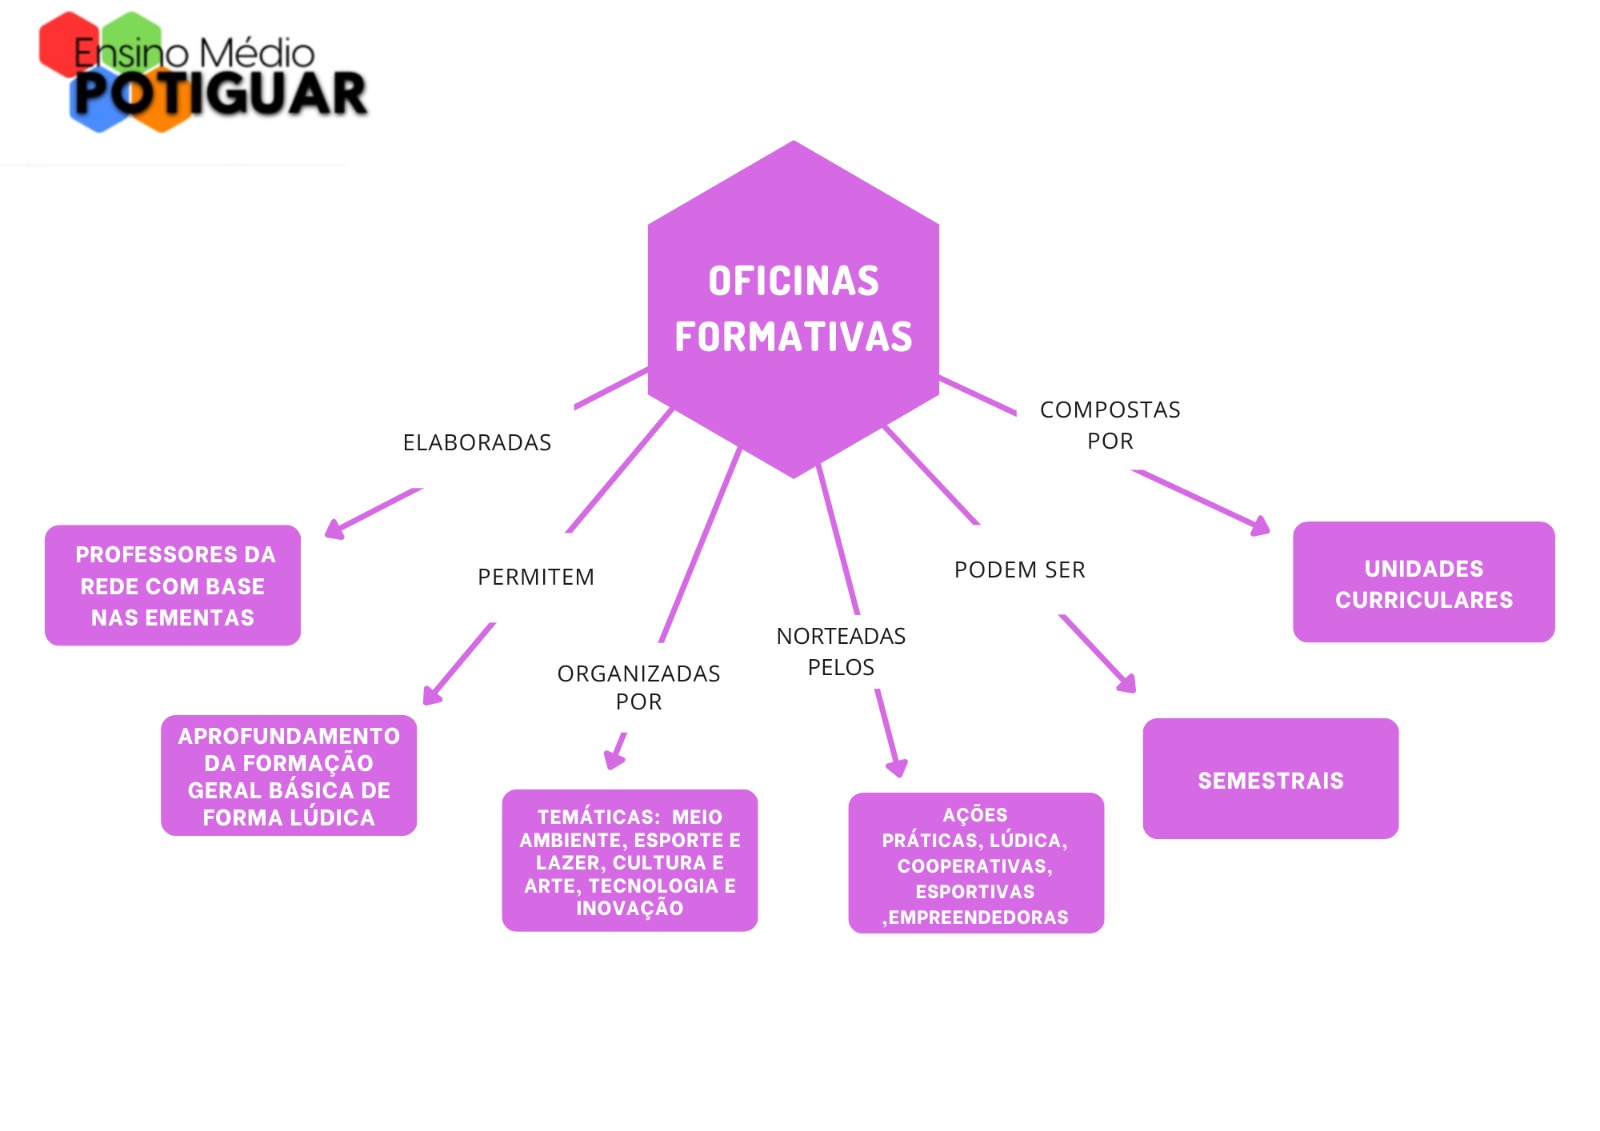 Ensino Médio
POTIGUAR
OFICINAS
FORMATIVAS
ELABORADAS
PROFESSORES DA
REDE COM BASE
NAS EMENTAS
PERMITEM
APROFUNDAMENTO
DA FORMAÇÃO
GERAL BÁSICA DE
FORMA LÚDICA
ORGANIZADAS
POR
TEMÁTICAS:  MEIO
AMBIENTE, ESPORTE E
LAZER, CULTURA E
ARTE, TECNOLOGIA E
INOVAÇÃO
NORTEADAS
PELOS
AÇÕES
PRÁTICAS, LÚDICA,
COOPERATIVAS,
ESPORTIVAS
,EMPREENDEDORAS
PODEM SER
SEMESTRAIS
COMPOSTAS
POR
UNIDADES
CURRICULARES